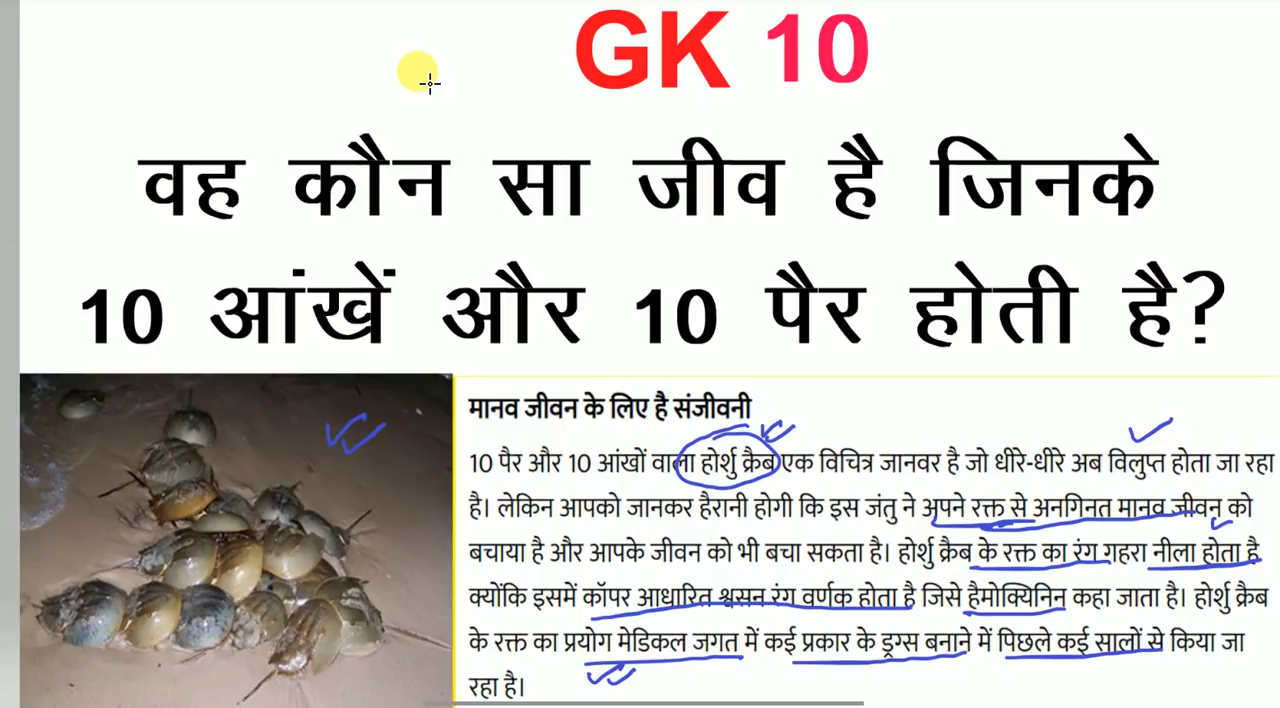 GK 10
वह कौन सा जीव है जिनके
10 आंखें और 10 पैर होती है?
मानव जीवन के लिए है संजीवनी
10 पैर और 10 आंखों वाला होर्शु क्रैब एक विचित्र जानवर है जो धीरे-धीरे अब विलुप्त होता जा रहा
है। लेकिन आपको जानकर हैरानी होगी कि इस जंतु ने अपने रक्त से अनगिनत मानव जीवन को
बचाया है और आपके जीवन को भी बचा सकता है। होर्शु क्रैब के रक्त का रंग गहरा नीला होता है
क्योंकि इसमें कॉपर आधारित श्वसन रंग वर्णक होता है जिसे हैमोक्यिनिन कहा जाता है। होर्शु क्रैब
के रक्त का प्रयोग मेडिकल जगत में कई प्रकार के ड्रग्स बनाने में पिछले कई सालों से किया जा
रहा है।